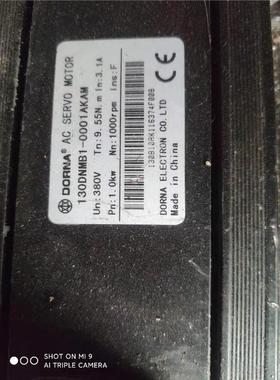 DORNA® AC SERVO MOTOR
130DNMB1-0001AKAM
Un:380V Tn:9.55N.m In:3.1A
Pn:1.0kw Nn:1000rpm Ins:F
CE
DORNA ELECTRON CO.LTD
Made in China
SHOT ON MI 9
AI TRIPLE CAMERA